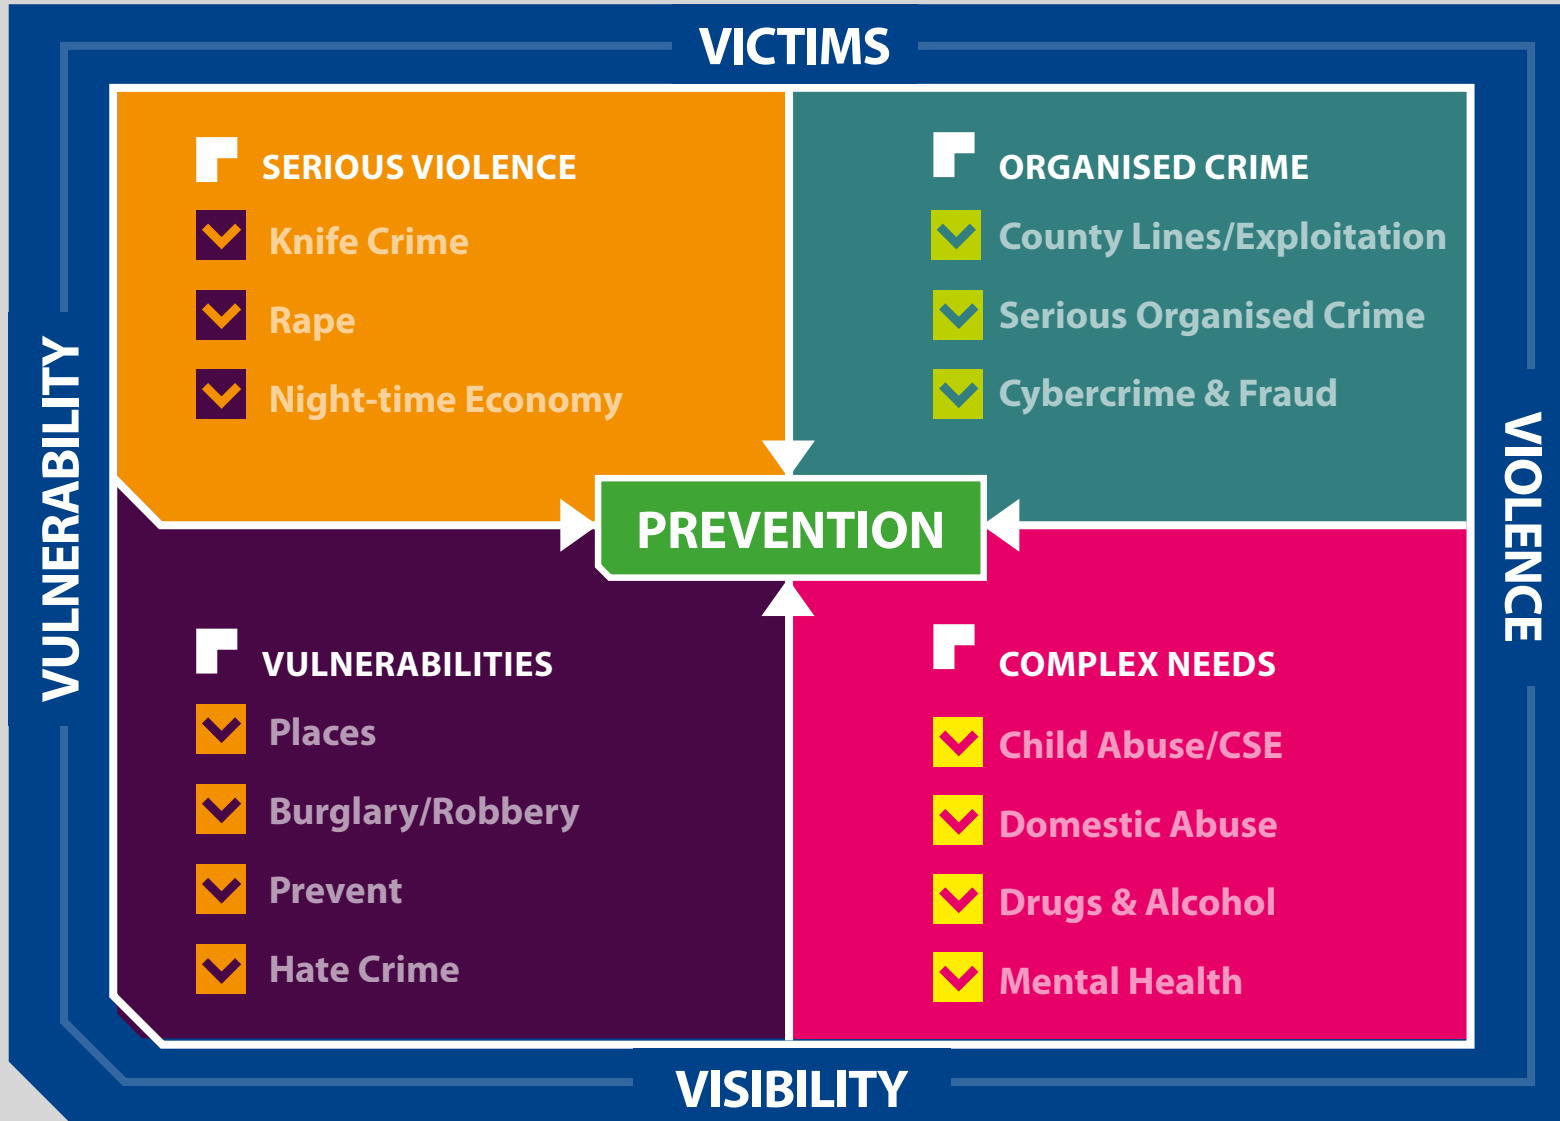 VICTIMS
SERIOUS VIOLENCE
Knife Crime
Rape
Night-time Economy
ORGANISED CRIME
County Lines/Exploitation
Serious Organised Crime
Cybercrime & Fraud
VULNERABILITY
PREVENTION
VIOLENCE
VULNERABILITIES
Places
Burglary/Robbery
Prevent
Hate Crime
COMPLEX NEEDS
Child Abuse/CSE
Domestic Abuse
Drugs & Alcohol
Mental Health
VISIBILITY